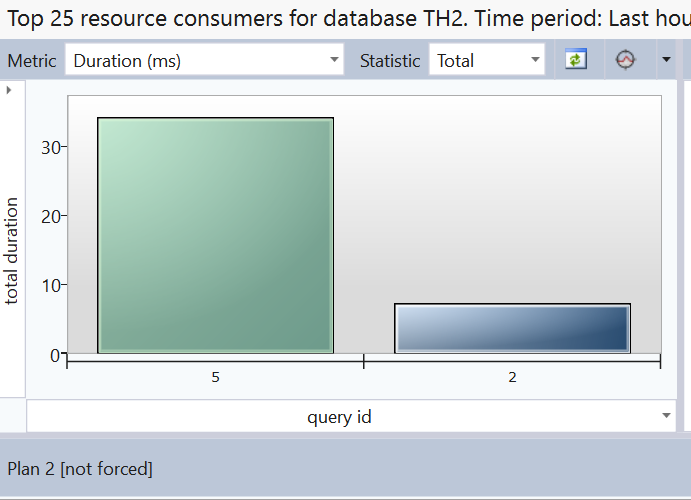 Top 25 resource consumers for database TH2. Time period: Last hou
Metric Duration (ms) Statistic Total
total duration
30
20
10
0
5 2
query id
Plan 2 [not forced]